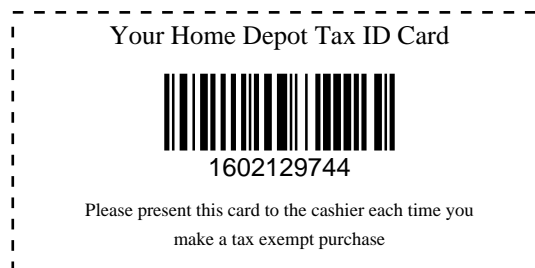 Your Home Depot Tax ID Card
1602129744
Please present this card to the cashier each time you
make a tax exempt purchase